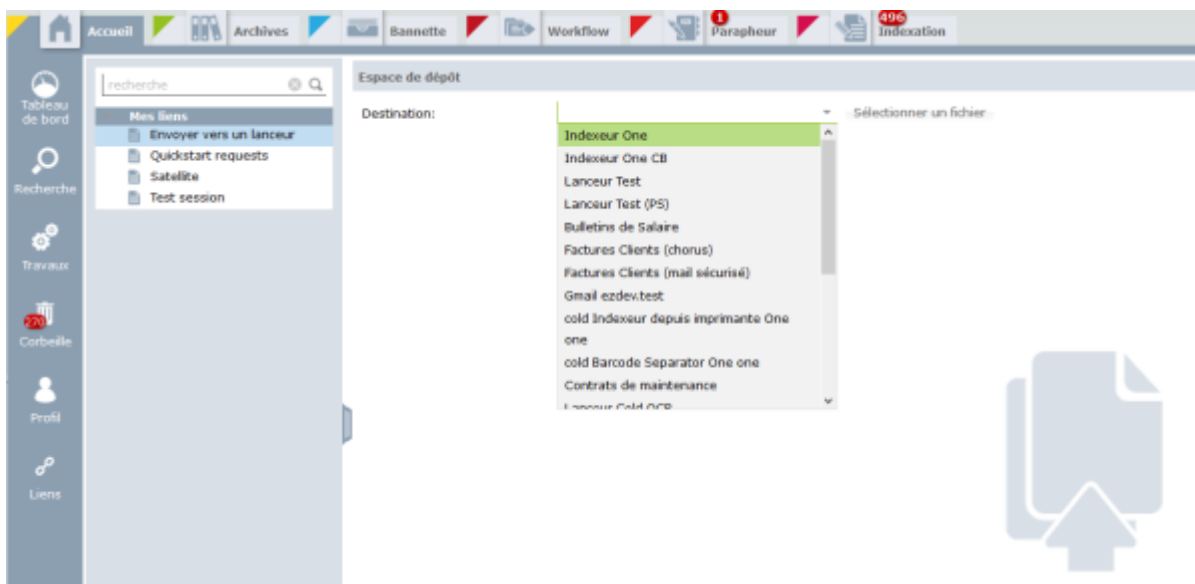 Accueil
Archives
Bannette
Workflow
1
Parapheur
496
Indexation
Tableau
de bord
Recherche
Travaux
270
Corbeille
Profil
Liens
recherche
Mes liens
Envoyer vers un lanceur
Quickstart requests
Satellite
Test session
Espace de dépôt
Destination:
Sélectionner un fichier
Indexeur One
Indexeur One CB
Lanceur Test
Lanceur Test (PS)
Bulletins de Salaire
Factures Clients (chorus)
Factures Clients (mail sécurisé)
Gmail ezdev.test
cold Indexeur depuis imprimante One
one
cold Barcode Separator One one
Contrats de maintenance
Lanceur Cold OCR